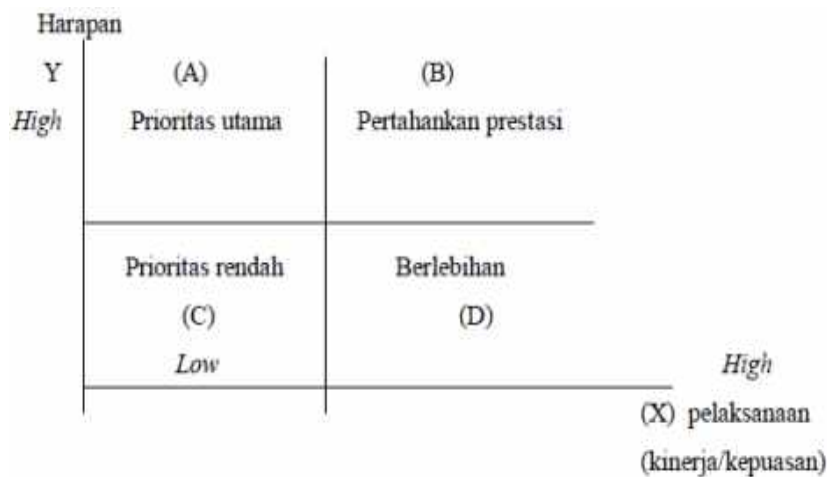 Harapan
Y (A) (B)
High Prioritas utama Pertahankan prestasi
Prioritas rendah Berlebihan
(C) (D)
Low High
(X) pelaksanaan
(kinerja/kepuasan)